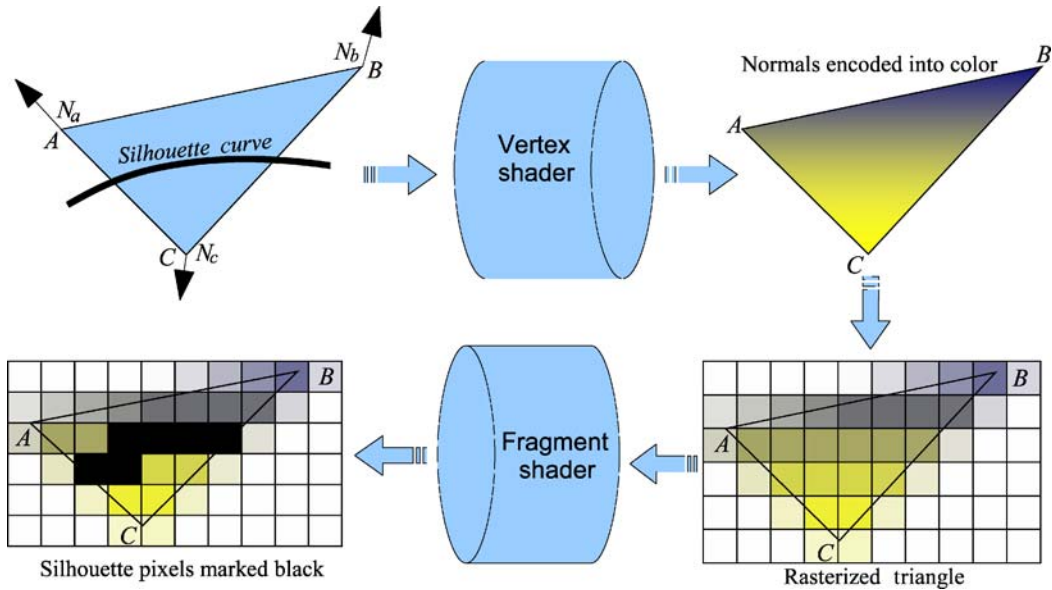 N_b
B
N_a
A
Silhouette curve
C
N_c
Vertex
shader
Normals encoded into color
B
A
C
B
A
C
Rasterized triangle
Fragment
shader
B
A
C
Silhouette pixels marked black